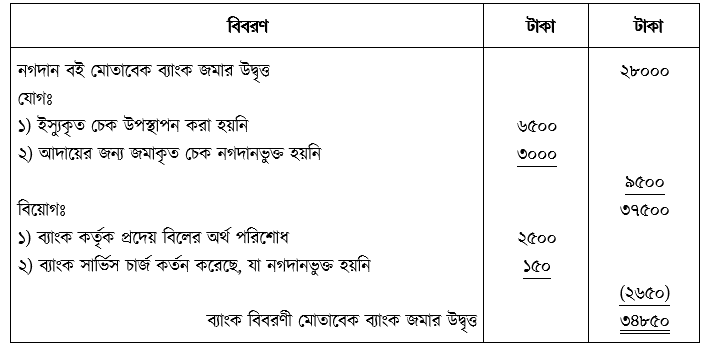 বিবরণ টাকা টাকা
নগদান বই মোতাবেক ব্যাংক জমার উদ্বৃত্ত ২৮০০০
যোগঃ
১) ইস্যুকৃত চেক উপস্থাপন করা হয়নি ৬৫০০
২) আদায়ের জন্য জমাকৃত চেক নগদানভুক্ত হয়নি ৩০০০
৯৫০০
বিয়োগঃ ৩৭৫০০
১) ব্যাংক কর্তৃক প্রদেয় বিলের অর্থ পরিশোধ ২৫০০
২) ব্যাংক সার্ভিস চার্জ কর্তন করেছে, যা নগদানভুক্ত হয়নি ১৫০
(২৬৫০)
ব্যাংক বিবরণী মোতাবেক ব্যাংক জমার উদ্বৃত্ত ৩৪৮৫০